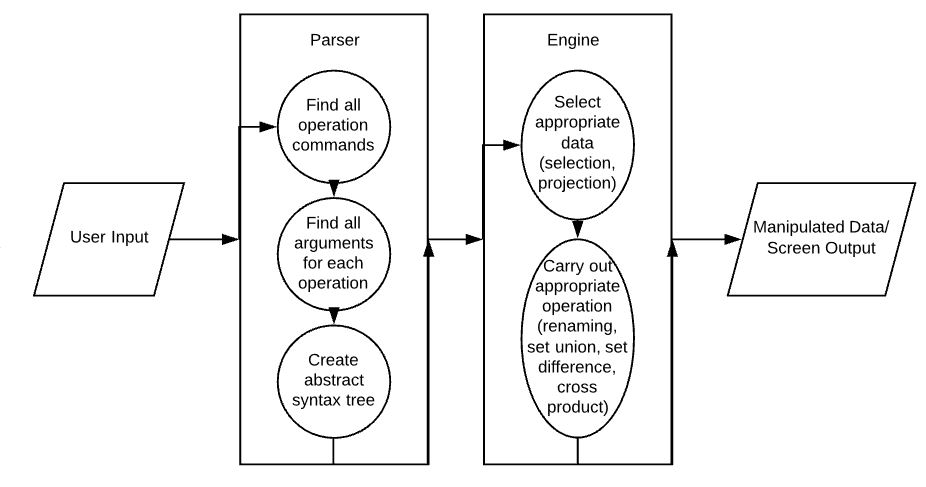 Parser
Engine
Find all
operation
commands
Select
appropriate
data
(selection,
projection)
User Input
Find all
arguments
for each
operation
Manipulated Data/
Screen Output
Carry out
appropriate
operation
(renaming,
set union, set
difference,
cross
product)
Create
abstract
syntax tree